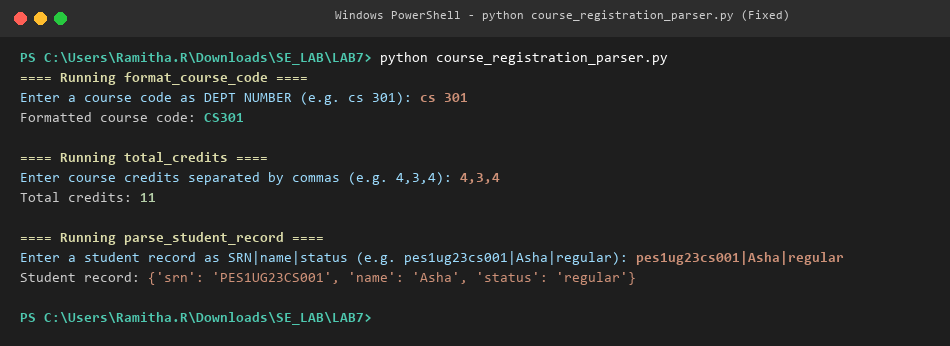 Windows PowerShell - python course_registration_parser.py (Fixed)
PS C:\Users\Ramitha.R\Downloads\SE_LAB\LAB7> python course_registration_parser.py
==== Running format_course_code ====
Enter a course code as DEPT NUMBER (e.g. cs 301): cs 301
Formatted course code: CS301
==== Running total_credits ====
Enter course credits separated by commas (e.g. 4,3,4): 4,3,4
Total credits: 11
==== Running parse_student_record ====
Enter a student record as SRN|name|status (e.g. pes1ug23cs001|Asha|regular): pes1ug23cs001|Asha|regular
Student record: {'srn': 'PES1UG23CS001', 'name': 'Asha', 'status': 'regular'}
PS C:\Users\Ramitha.R\Downloads\SE_LAB\LAB7>